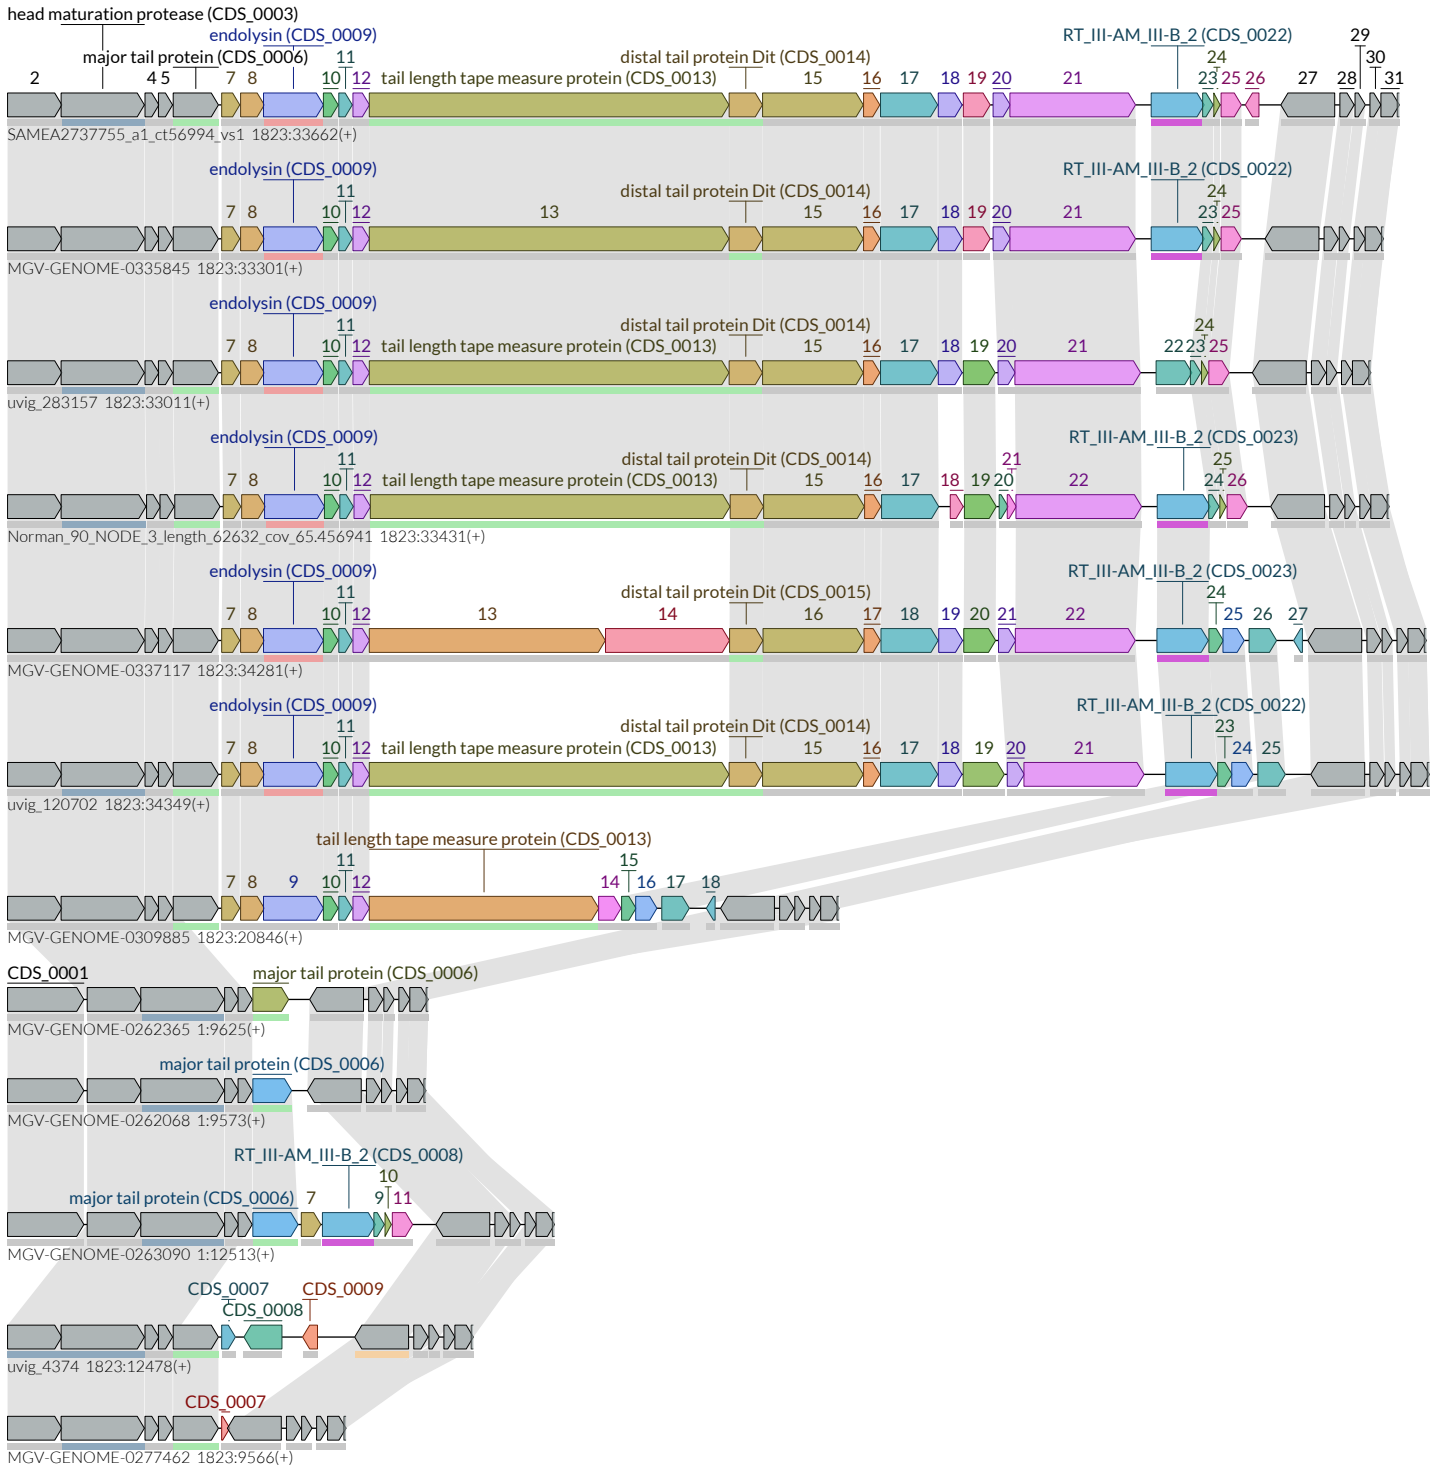 head maturation protease (CDS_0003)
endolysin (CDS_0009) RT_III-AM_III-B_2 (CDS_0022) 29
major tail protein (CDS_0006) 11 distal tail protein Dit (CDS_0014) 24 30
2 4 5 7 8 10 12 tail length tape measure protein (CDS_0013) 15 16 17 18 19 20 21 23 25 26 27 28 31
SAMEA2737755_a1_ct56994_vs1 1823:33662(+)
endolysin (CDS_0009) RT_III-AM_III-B_2 (CDS_0022)
11 distal tail protein Dit (CDS_0014) 24
7 8 10 12 13 15 16 17 18 19 20 21 23 25
MGV-GENOME-0335845 1823:33301(+)
endolysin (CDS_0009)
11 distal tail protein Dit (CDS_0014) 24
7 8 10 12 tail length tape measure protein (CDS_0013) 15 16 17 18 19 20 21 22 23 25
uvig_283157 1823:33011(+)
endolysin (CDS_0009) RT_III-AM_III-B_2 (CDS_0023)
11 distal tail protein Dit (CDS_0014) 21 25
7 8 10 12 tail length tape measure protein (CDS_0013) 15 16 17 18 19 20 22 24 26
Norman_90_NODE_3_length_62632_cov_65.456941 1823:33431(+)
endolysin (CDS_0009) RT_III-AM_III-B_2 (CDS_0023)
11 distal tail protein Dit (CDS_0015) 24
7 8 10 12 13 14 16 17 18 19 20 21 22 25 26 27
MGV-GENOME-0337117 1823:34281(+)
endolysin (CDS_0009) RT_III-AM_III-B_2 (CDS_0022)
11 distal tail protein Dit (CDS_0014) 23
7 8 10 12 tail length tape measure protein (CDS_0013) 15 16 17 18 19 20 21 24 25
uvig_120702 1823:34349(+)
tail length tape measure protein (CDS_0013)
11 15
7 8 9 10 12 14 16 17 18
MGV-GENOME-0309885 1823:20846(+)
CDS_0001 major tail protein (CDS_0006)
MGV-GENOME-0262365 1:9625(+)
major tail protein (CDS_0006)
MGV-GENOME-0262068 1:9573(+)
RT_III-AM_III-B_2 (CDS_0008)
10
major tail protein (CDS_0006) 7 9 11
MGV-GENOME-0263090 1:12513(+)
CDS_0007 CDS_0009
CDS_0008
uvig_4374 1823:12478(+)
CDS_0007
MGV-GENOME-0277462 1823:9566(+)